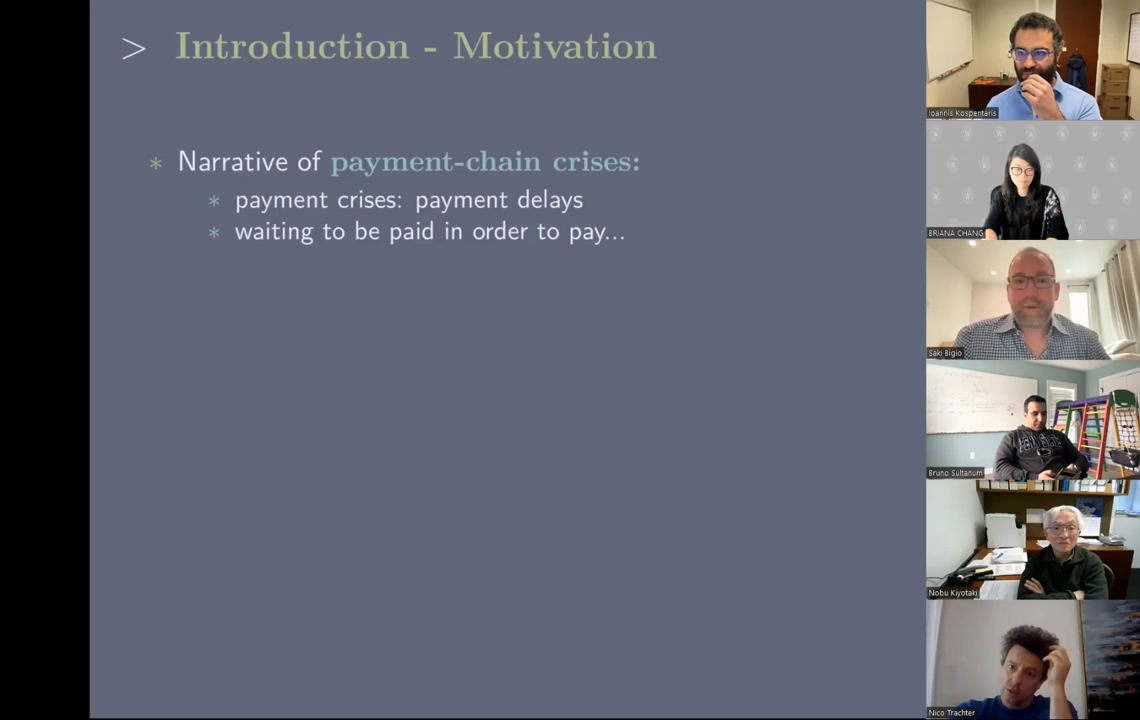 > Introduction - Motivation
* Narrative of payment-chain crises:
* payment crises: payment delays
* waiting to be paid in order to pay...
Ioannis Kospentaris
BRIANA CHANG
Saki Bigio
Bruno Sultanum
Nobu Kiyotaki
Nico Trachter